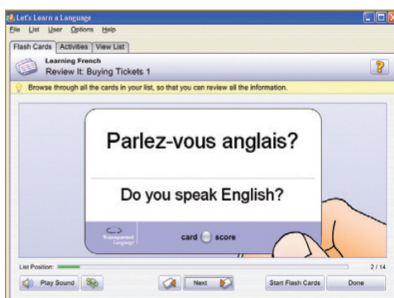 Let's Learn a Language
File List User Options Help
Flash Cards Activities View List
Learning French
Review It: Buying Tickets 1
Browse through all the cards in your list, so that you can review all the information.
Parlez-vous anglais?
Do you speak English?
Transparent Language
card score
List Position: 2 / 14
Play Sound Next Start Flash Cards Done